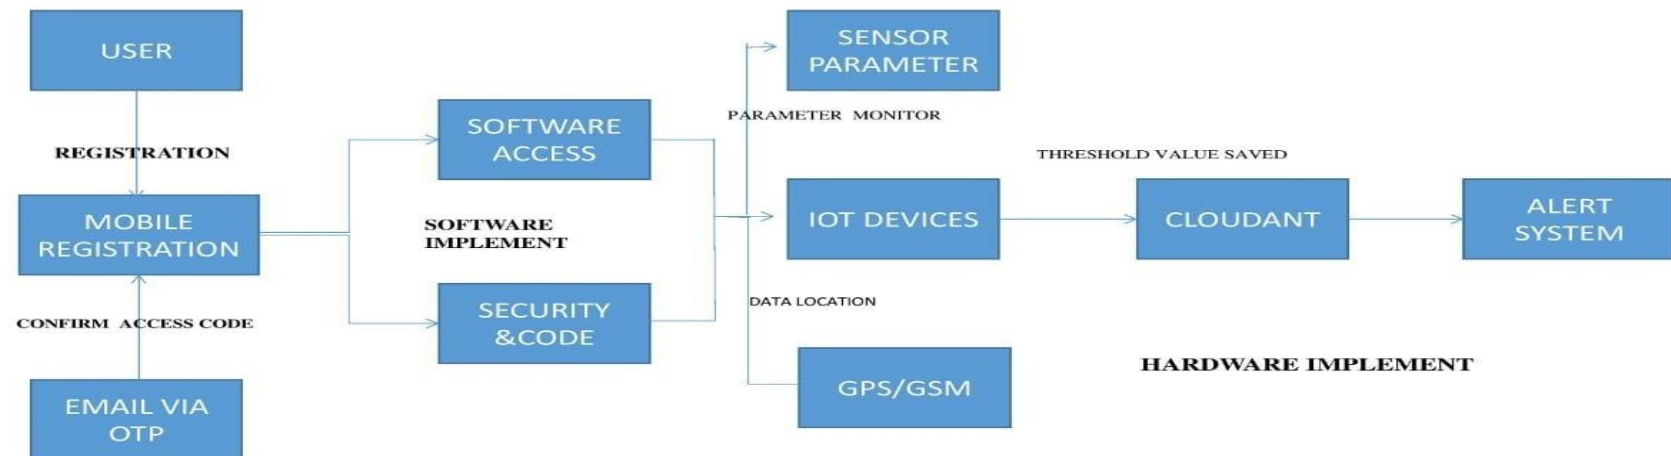 USER
REGISTRATION
MOBILE
REGISTRATION
CONFIRM ACCESS CODE
EMAIL VIA
OTP
SOFTWARE
ACCESS
SOFTWARE
IMPLEMENT
SECURITY
&CODE
SENSOR
PARAMETER
PARAMETER MONITOR
IOT DEVICES
DATA LOCATION
GPS/GSM
THRESHOLD VALUE SAVED
CLOUDANT
ALERT
SYSTEM
HARDWARE IMPLEMENT